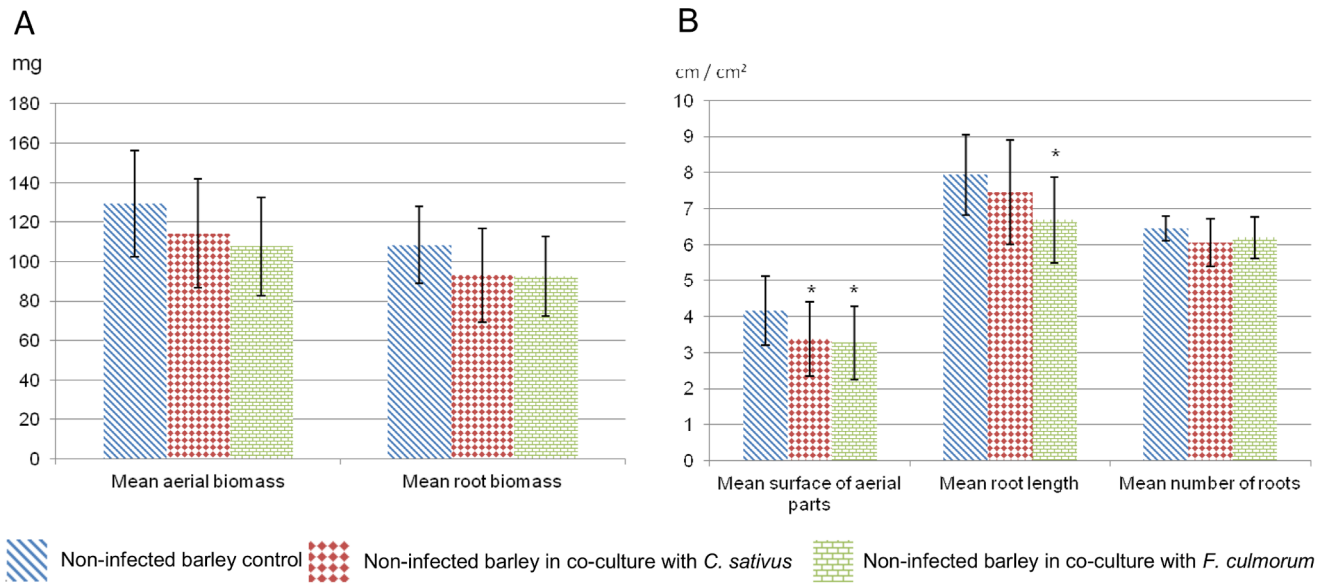 A
mg
180
160
140
120
100
80
60
40
20
0
Mean aerial biomass
Mean root biomass
B
cm / cm²
10
9
8
7
6
5
4
3
2
1
0
*
*
*
Mean surface of aerial
parts
Mean root length
Mean number of roots
Non-infected barley control
Non-infected barley in co-culture with C. sativus
Non-infected barley in co-culture with F. culmorum